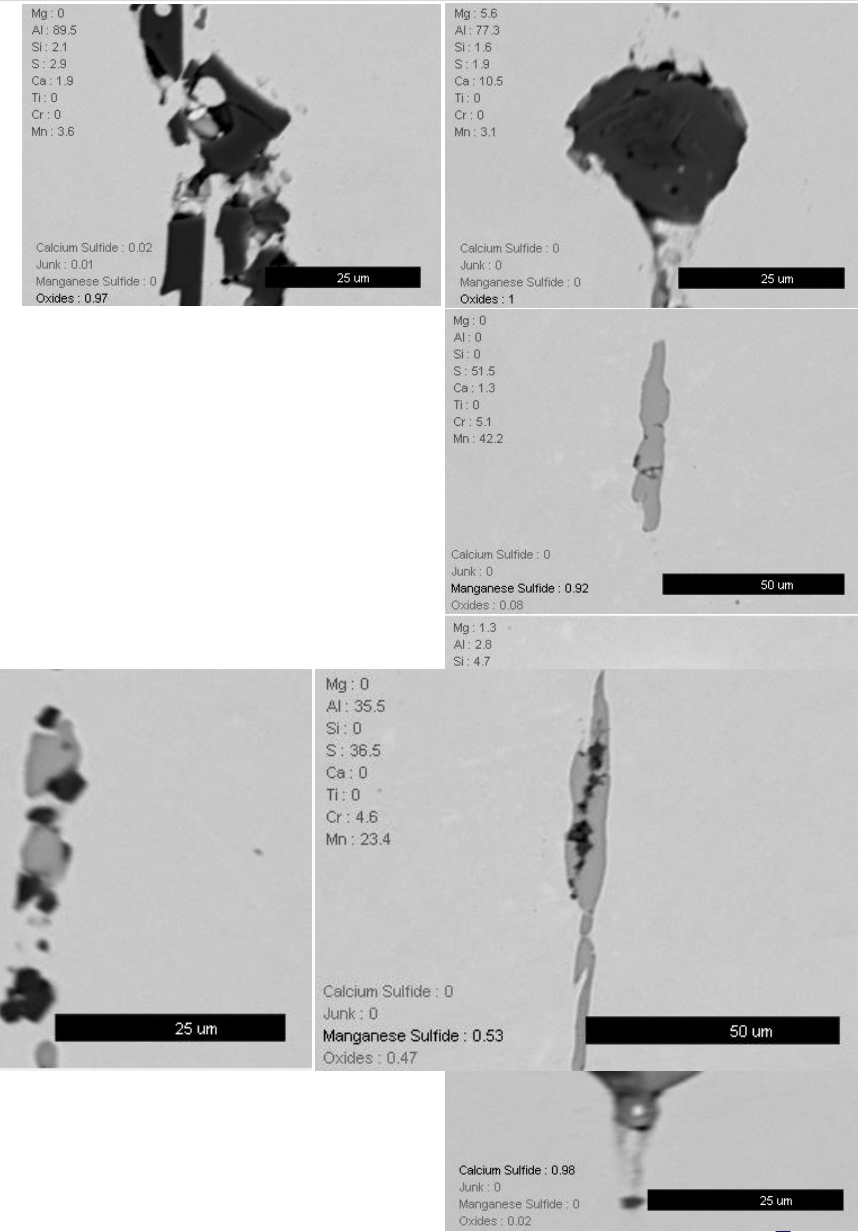 Mg : 0
Al : 89.5
Si : 2.1
S : 2.9
Ca : 1.9
Ti : 0
Cr : 0
Mn : 3.6
Calcium Sulfide : 0.02
Junk : 0.01
Manganese Sulfide : 0
Oxides : 0.97
25 um
Mg : 5.6
Al : 77.3
Si : 1.6
S : 1.9
Ca : 10.5
Ti : 0
Cr : 0
Mn : 3.1
Calcium Sulfide : 0
Junk : 0
Manganese Sulfide : 0
Oxides : 1
25 um
Mg : 0
Al : 0
Si : 0
S : 51.5
Ca : 1.3
Ti : 0
Cr : 5.1
Mn : 42.2
Calcium Sulfide : 0
Junk : 0
Manganese Sulfide : 0.92
Oxides : 0.08
50 um
Mg : 1.3
Al : 2.8
Si : 4.7
25 um
Mg : 0
Al : 35.5
Si : 0
S : 36.5
Ca : 0
Ti : 0
Cr : 4.6
Mn : 23.4
Calcium Sulfide : 0
Junk : 0
Manganese Sulfide : 0.53
Oxides : 0.47
50 um
Calcium Sulfide : 0.98
Junk : 0
Manganese Sulfide : 0
Oxides : 0.02
25 um